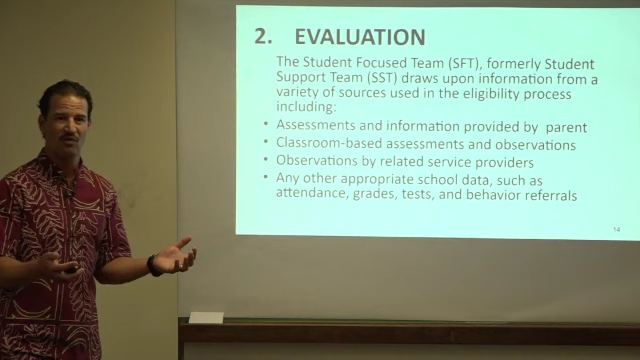 2. EVALUATION
The Student Focused Team (SFT), formerly Student
Support Team (SST) draws upon information from a
variety of sources used in the eligibility process
including:
• Assessments and information provided by parent
• Classroom-based assessments and observations
• Observations by related service providers
• Any other appropriate school data, such as
attendance, grades, tests, and behavior referrals
14